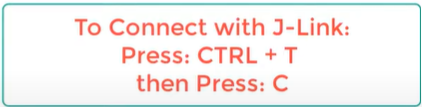 To Connect with J-Link:
Press: CTRL + T
then Press: C